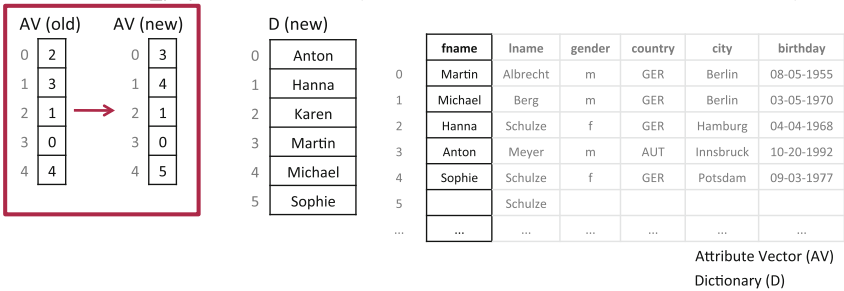 AV (old) AV (new) D (new)
fname lname gender country city birthday
0 2 0 3 0 Anton
0 Martin Albrecht m GER Berlin 08-05-1955
1 3 1 4 1 Hanna
1 Michael Berg m GER Berlin 03-05-1970
2 1 2 1 2 Karen
2 Hanna Schulze f GER Hamburg 04-04-1968
3 0 3 0 3 Martin
3 Anton Meyer m AUT Innsbruck 10-20-1992
4 4 4 5 4 Michael
4 Sophie Schulze f GER Potsdam 09-03-1977
5 Sophie
5 Schulze
... ... ... ... ... ... ...
Attribute Vector (AV)
Dictionary (D)